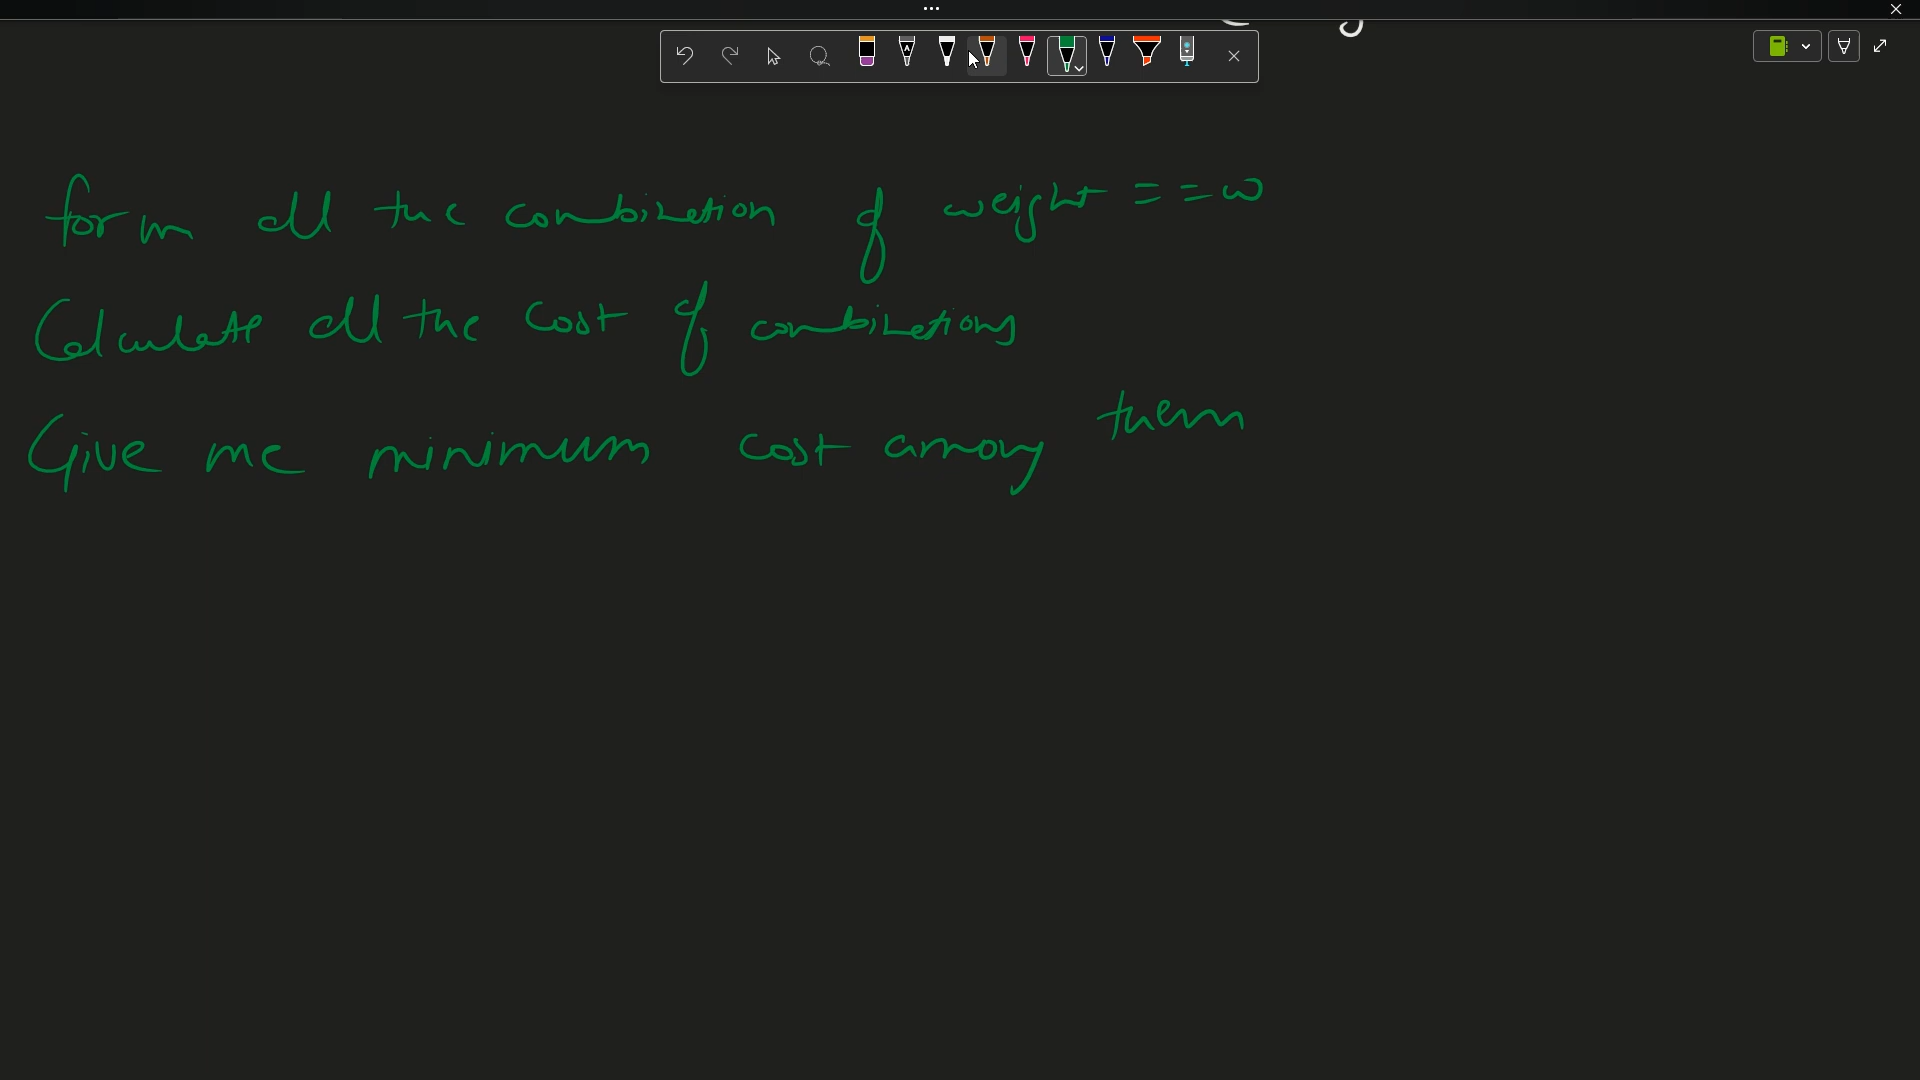 form all the combination of weight == w
Calculate all the cost of combinations
Give me minimum cost among them